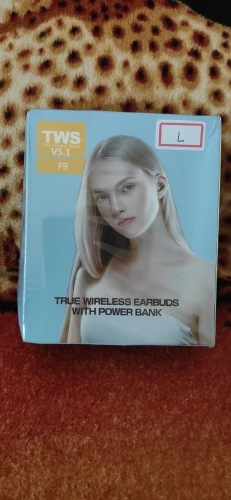 TWS
V5.1
F9
L
TRUE WIRELESS EARBUDS
WITH POWER BANK